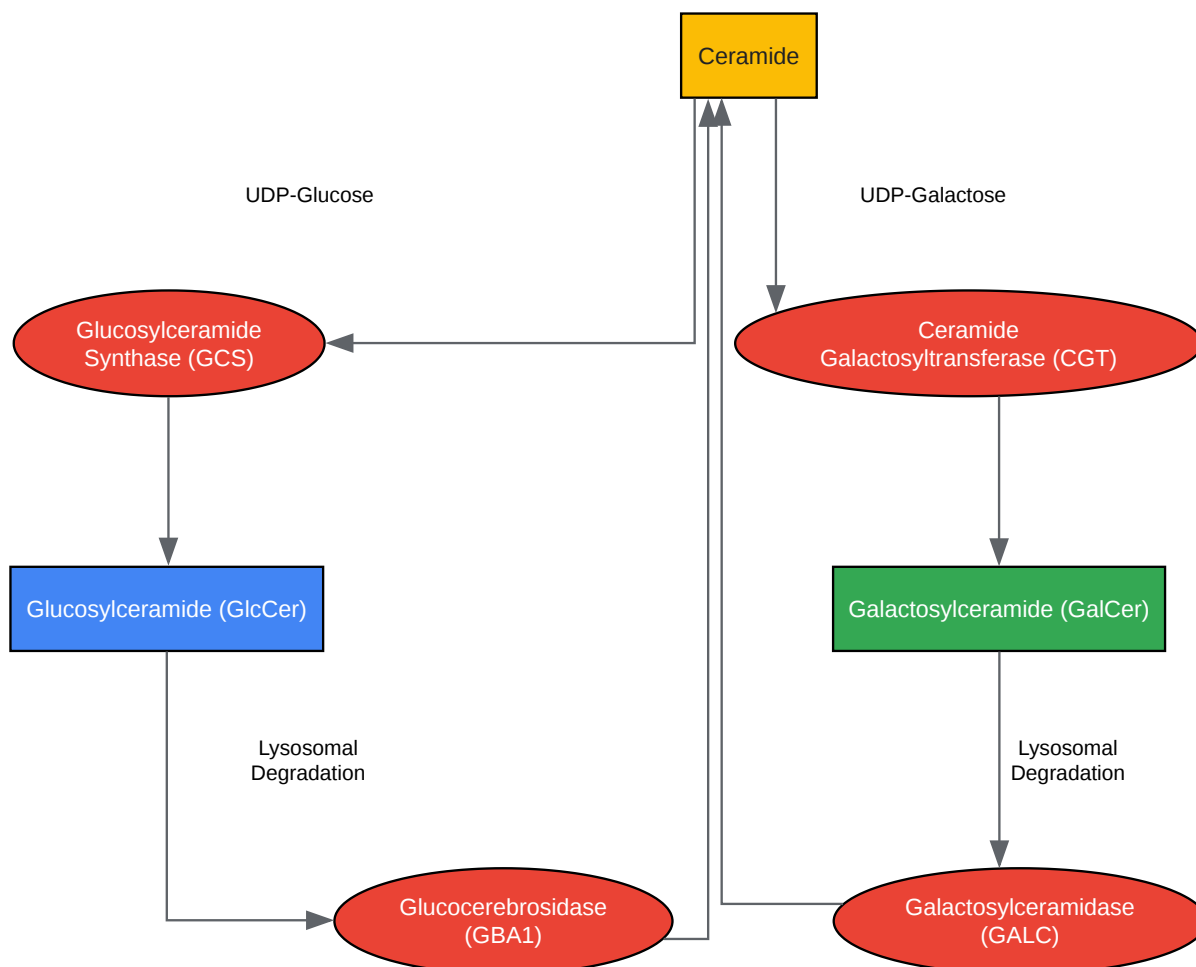 Ceramide
UDP-Glucose
UDP-Galactose
Glucosylceramide
Synthase (GCS)
Ceramide
Galactosyltransferase (CGT)
Glucosylceramide (GlcCer)
Galactosylceramide (GalCer)
Lysosomal
Degradation
Lysosomal
Degradation
Glucocerebrosidase
(GBA1)
Galactosylceramidase
(GALC)